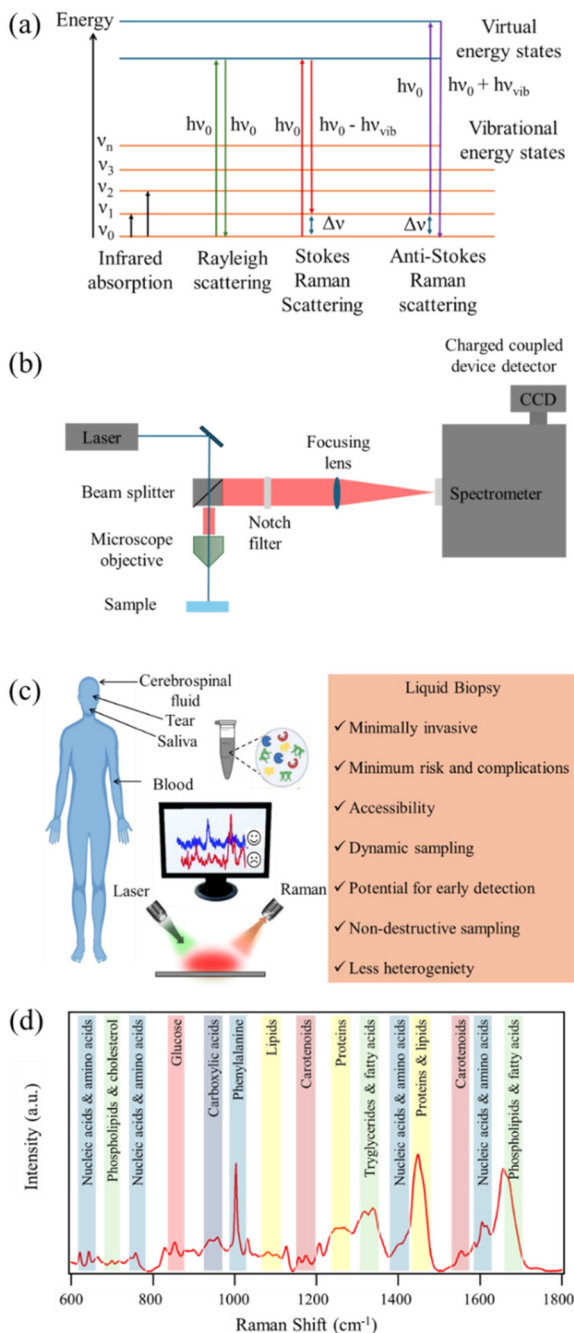 (a)
Energy
Virtual
energy states
hν0
hν0
hν0
hν0 - hνvib
hν0
hν0 + hνvib
Vibrational
energy states
νn
ν3
ν2
ν1
ν0
Δν
Δν
Infrared
absorption
Rayleigh
scattering
Stokes
Raman
Scattering
Anti-Stokes
Raman
scattering
(b)
Charged coupled
device detector
CCD
Laser
Focusing
lens
Beam splitter
Spectrometer
Notch
filter
Microscope
objective
Sample
(c)
Cerebrospinal
fluid
Tear
Saliva
Blood
Laser
Raman
Liquid Biopsy
✓ Minimally invasive
✓ Minimum risk and complications
✓ Accessibility
✓ Dynamic sampling
✓ Potential for early detection
✓ Non-destructive sampling
✓ Less heterogeniety
(d)
Intensity (a.u.)
Nucleic acids & amino acids
Phospholipids & cholesterol
Nucleic acids & amino acids
Glucose
Carboxylic acids
Phenylalanine
Lipids
Carotenoids
Proteins
Tryglycerides & fatty acids
Nucleic acids & amino acids
Proteins & lipids
Carotenoids
Nucleic acids & amino acids
Phospholipids & fatty acids
600 800 1000 1200 1400 1600 1800
Raman Shift (cm-1)